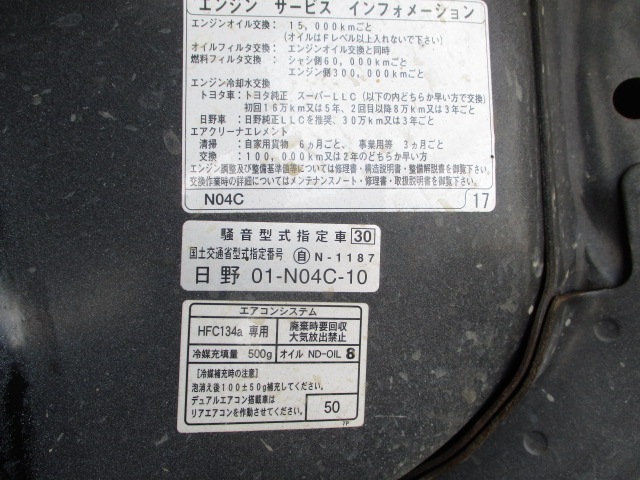 エンジン サービス インフォメーション
エンジンオイル交換： 15，000kmごと
（オイルはFレベル以上入れないで下さい）
オイルフィルタ交換： エンジンオイル交換と同時
燃料フィルタ交換： シャシ側60，000kmごと
エンジン側300，000kmごと
エンジン冷却水交換
トヨタ車：トヨタ純正 スーパーLLC（以下の内どちらか早い方で交換）
初回16万km又は5年、2回目以降8万km又は3年ごと
日野車：日野純正LLCを推奨、30万km又は3年ごと
エアクリーナエレメント
清掃 ：自家用貨物 6ヵ月ごと、 事業用等 3ヵ月ごと
交換 ：100，000km又は2年のどちらか早い方
エンジン調整及び整備基準値等については修理書・構造説明書・整備解説書を御覧下さい。
交換作業時の詳細についてはメンテナンスノート・修理書・取扱説明書を御覧下さい。
N04C 17
騒音型式指定車 30
国土交通省型式指定番号 自 N-1187
日野 01-N04C-10
エアコンシステム
HFC134a 専用 廃棄時要回収
大気放出禁止
冷媒充填量 500g オイル ND-OIL 8
［冷媒補充時の注意］
泡消え後100±50g補充してください。
デュアルエアコン搭載車は
リアエアコンを作動させてください。 50
7P